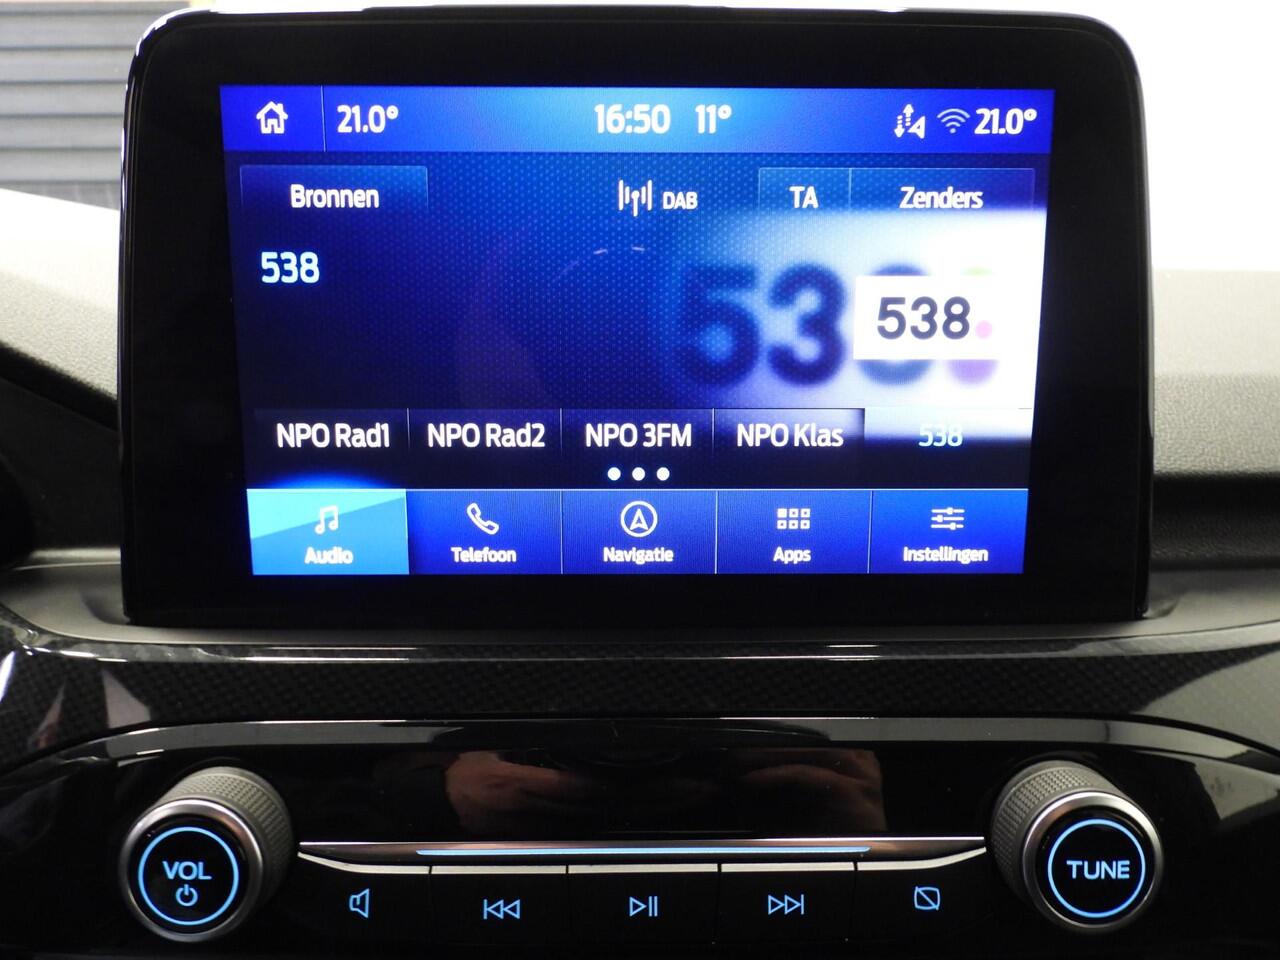 21.0° 16:50 11° 21.0°
Bronnen DAB TA Zenders
538
538
538
NPO Rad1 NPO Rad2 NPO 3FM NPO Klas 538
Audio Telefoon Navigatie Apps Instellingen
VOL TUNE